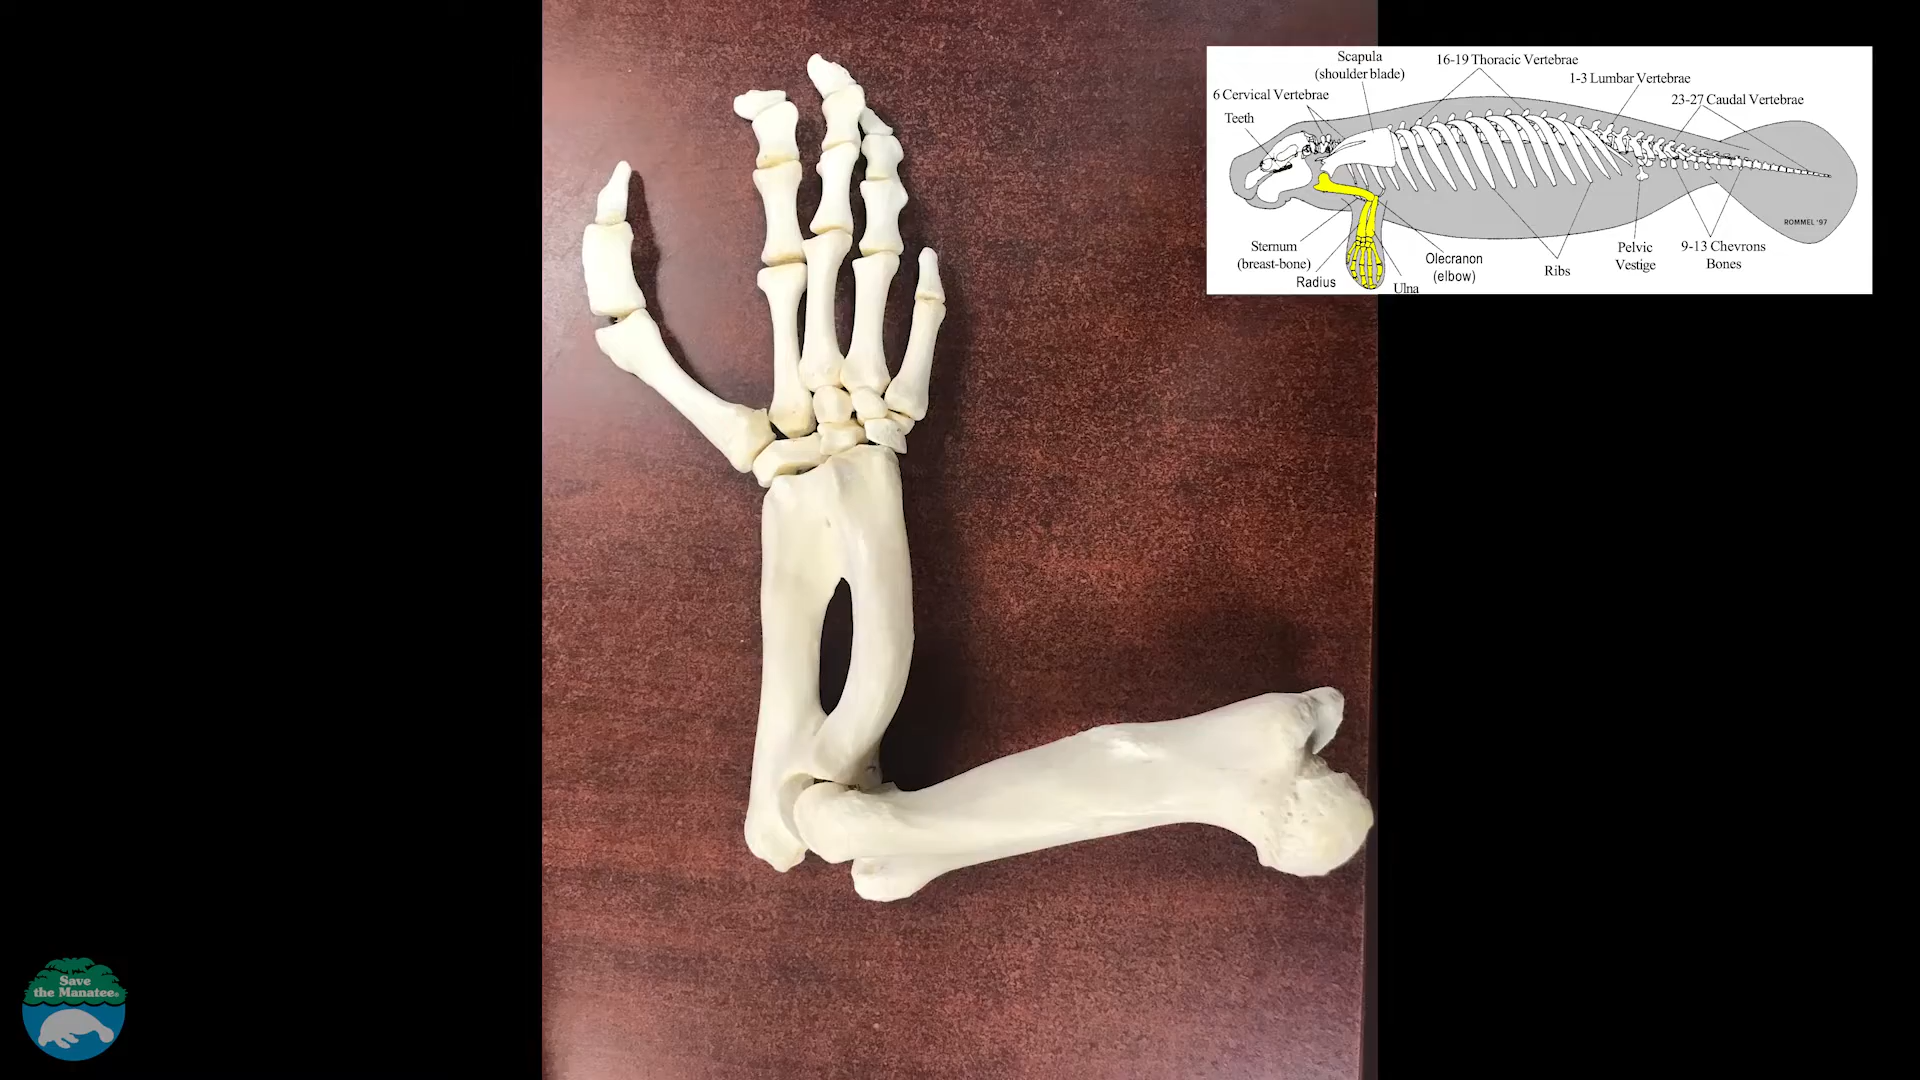 Scapula
(shoulder blade)
16-19 Thoracic Vertebrae
1-3 Lumbar Vertebrae
6 Cervical Vertebrae
23-27 Caudal Vertebrae
Teeth
ROMMEL '97
Sternum
(breast-bone)
Radius
Ulna
Olecranon
(elbow)
Ribs
Pelvic
Vestige
9-13 Chevrons
Bones
Save
the Manatee®